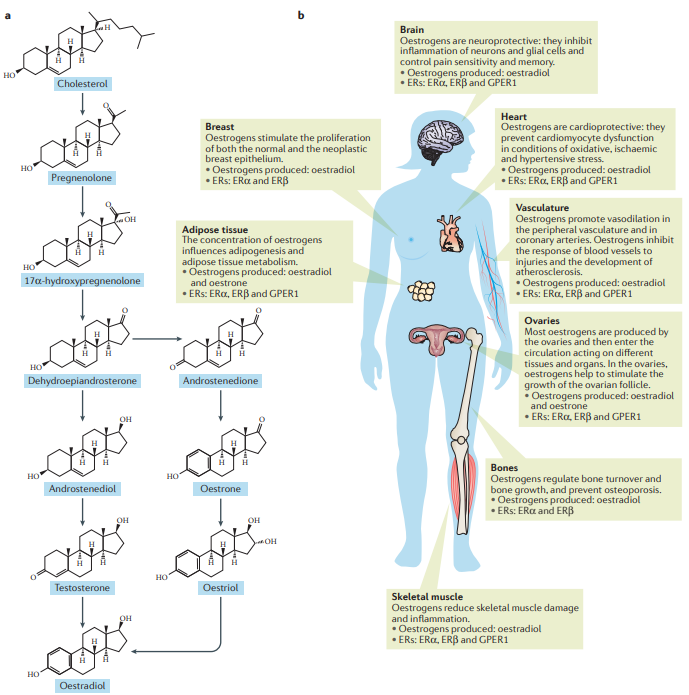 a
H
H
H
H
HO
Cholesterol
O
H
H
H
HO
Pregnenolone
O
OH
H
H
H
HO
17α-hydroxypregnenolone
O
H
H
H
HO
Dehydroepiandrosterone
O
H
H
H
O
Androstenedione
OH
H
H
H
HO
Androstenediol
O
H
H
H
HO
Oestrone
OH
H
H
H
O
Testosterone
OH
OH
H
H
H
HO
Oestriol
OH
H
H
H
HO
Oestradiol
b
Brain
Oestrogens are neuroprotective: they inhibit
inflammation of neurons and glial cells and
control pain sensitivity and memory.
• Oestrogens produced: oestradiol
• ERs: ERα, ERβ and GPER1
Breast
Oestrogens stimulate the proliferation
of both the normal and the neoplastic
breast epithelium.
• Oestrogens produced: oestradiol
• ERs: ERα and ERβ
Heart
Oestrogens are cardioprotective: they
prevent cardiomyocyte dysfunction
in conditions of oxidative, ischaemic
and hypertensive stress.
• Oestrogens produced: oestradiol
• ERs: ERα, ERβ and GPER1
Adipose tissue
The concentration of oestrogens
influences adipogenesis and
adipose tissue metabolism.
• Oestrogens produced: oestradiol
and oestrone
• ERs: ERα, ERβ and GPER1
Vasculature
Oestrogens promote vasodilation in
the peripheral vasculature and in
coronary arteries. Oestrogens inhibit
the response of blood vessels to
injuries and the development of
atherosclerosis.
• Oestrogens produced: oestradiol
• ERs: ERα, ERβ and GPER1
Ovaries
Most oestrogens are produced by
the ovaries and then enter the
circulation acting on different
tissues and organs. In the ovaries,
oestrogens help to stimulate the
growth of the ovarian follicle.
• Oestrogens produced: oestradiol
and oestrone
• ERs: ERα, ERβ and GPER1
Bones
Oestrogens regulate bone turnover and
bone growth, and prevent osteoporosis.
• Oestrogens produced: oestradiol
• ERs: ERα and ERβ
Skeletal muscle
Oestrogens reduce skeletal muscle damage
and inflammation.
• Oestrogens produced: oestradiol
• ERs: ERα, ERβ and GPER1